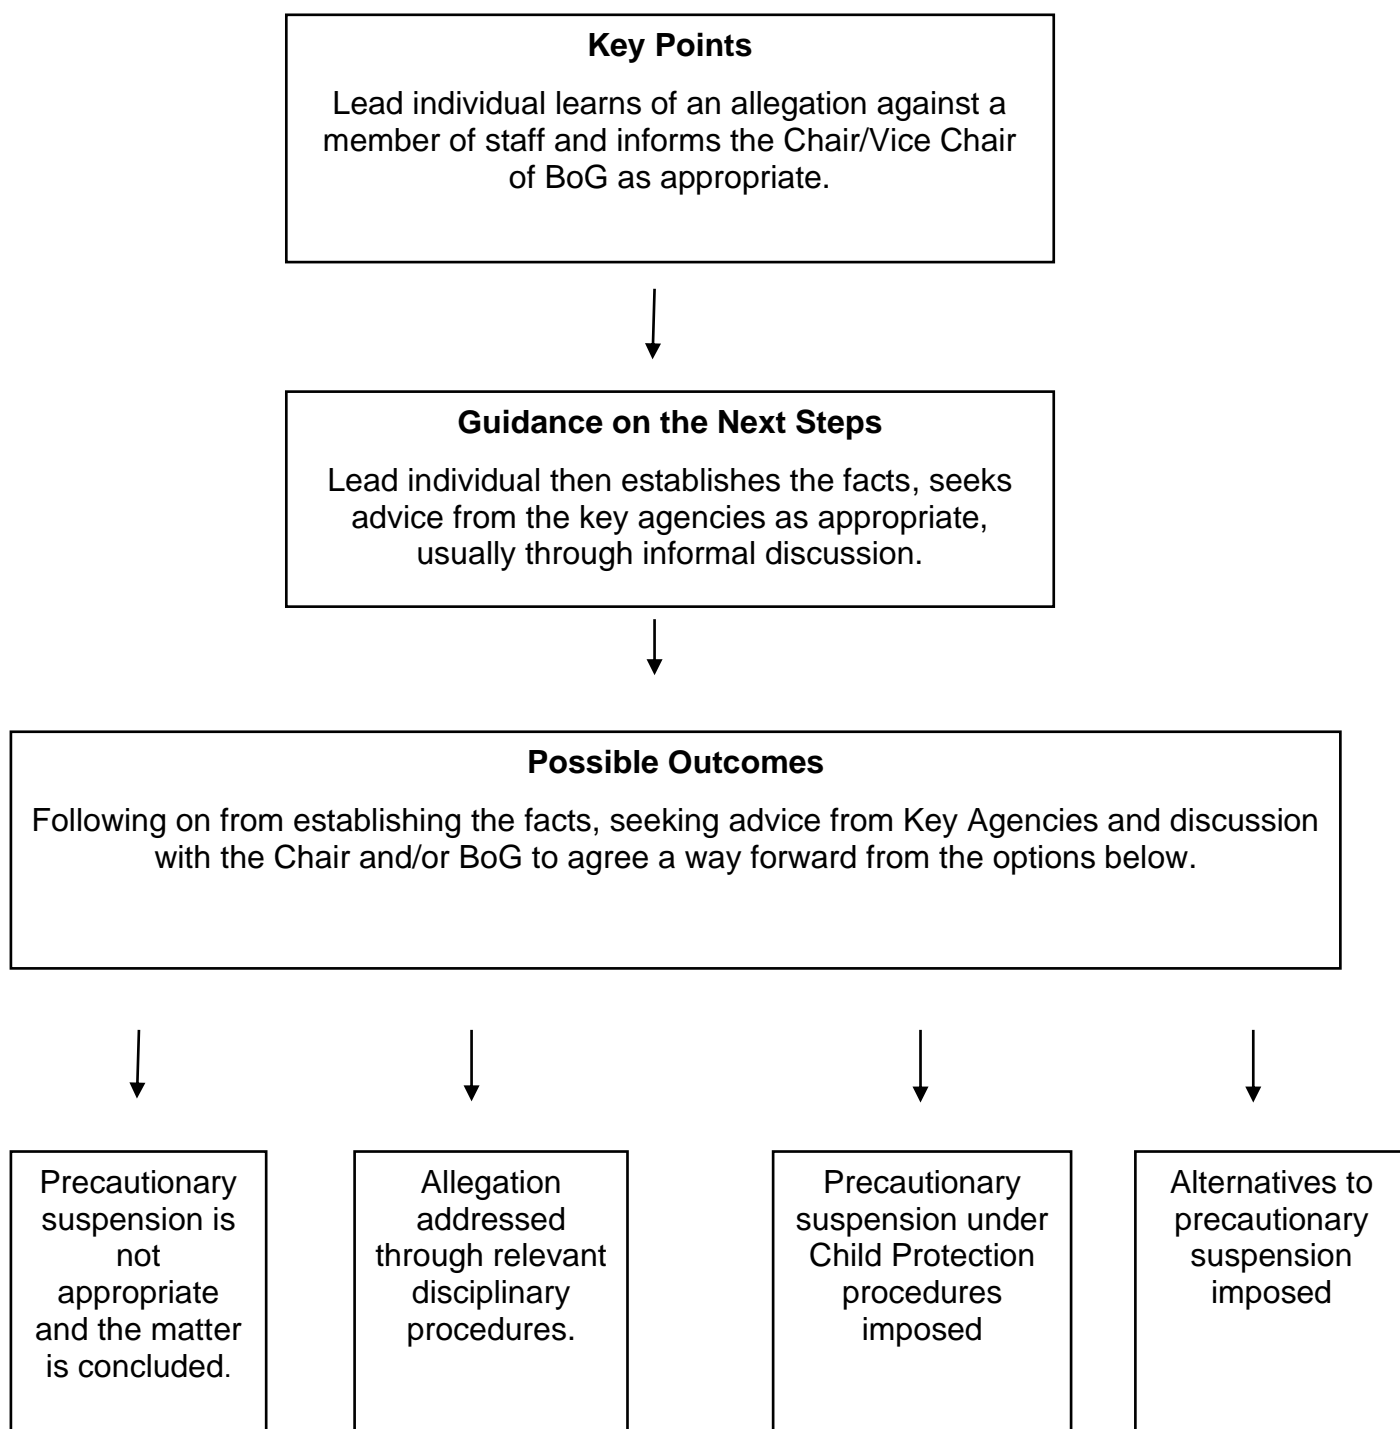 Key Points
Lead individual learns of an allegation against a
member of staff and informs the Chair/Vice Chair
of BoG as appropriate.
Guidance on the Next Steps
Lead individual then establishes the facts, seeks
advice from the key agencies as appropriate,
usually through informal discussion.
Possible Outcomes
Following on from establishing the facts, seeking advice from Key Agencies and discussion
with the Chair and/or BoG to agree a way forward from the options below.
Precautionary
suspension is
not
appropriate
and the matter
is concluded.
Allegation
addressed
through relevant
disciplinary
procedures.
Precautionary
suspension under
Child Protection
procedures
imposed
Alternatives to
precautionary
suspension
imposed